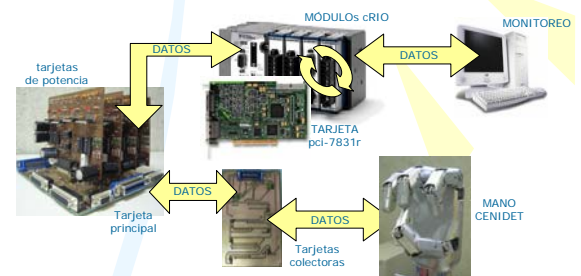 MÓDULOS cRIO
MONITOREO
DATOS
DATOS
tarjetas
de potencia
TARJETA
pci-7831r
DATOS
Tarjeta
principal
DATOS
MANO
CENIDET
Tarjetas
colectoras